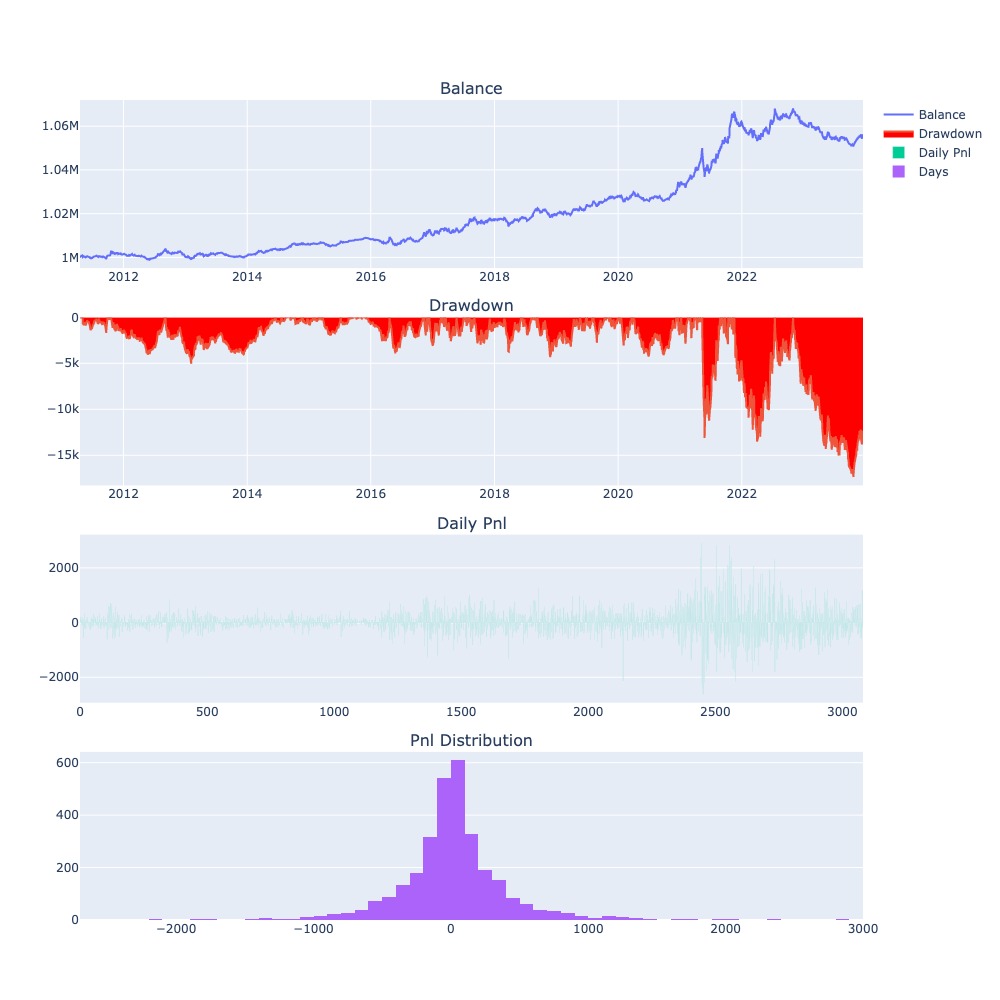 Balance
1.06M
1.04M
1.02M
1M
2012 2014 2016 2018 2020 2022
Balance
Drawdown
Daily Pnl
Days
Drawdown
0
−5k
−10k
−15k
2012 2014 2016 2018 2020 2022
Daily Pnl
2000
0
−2000
0 500 1000 1500 2000 2500 3000
Pnl Distribution
600
400
200
0
−2000 −1000 0 1000 2000 3000